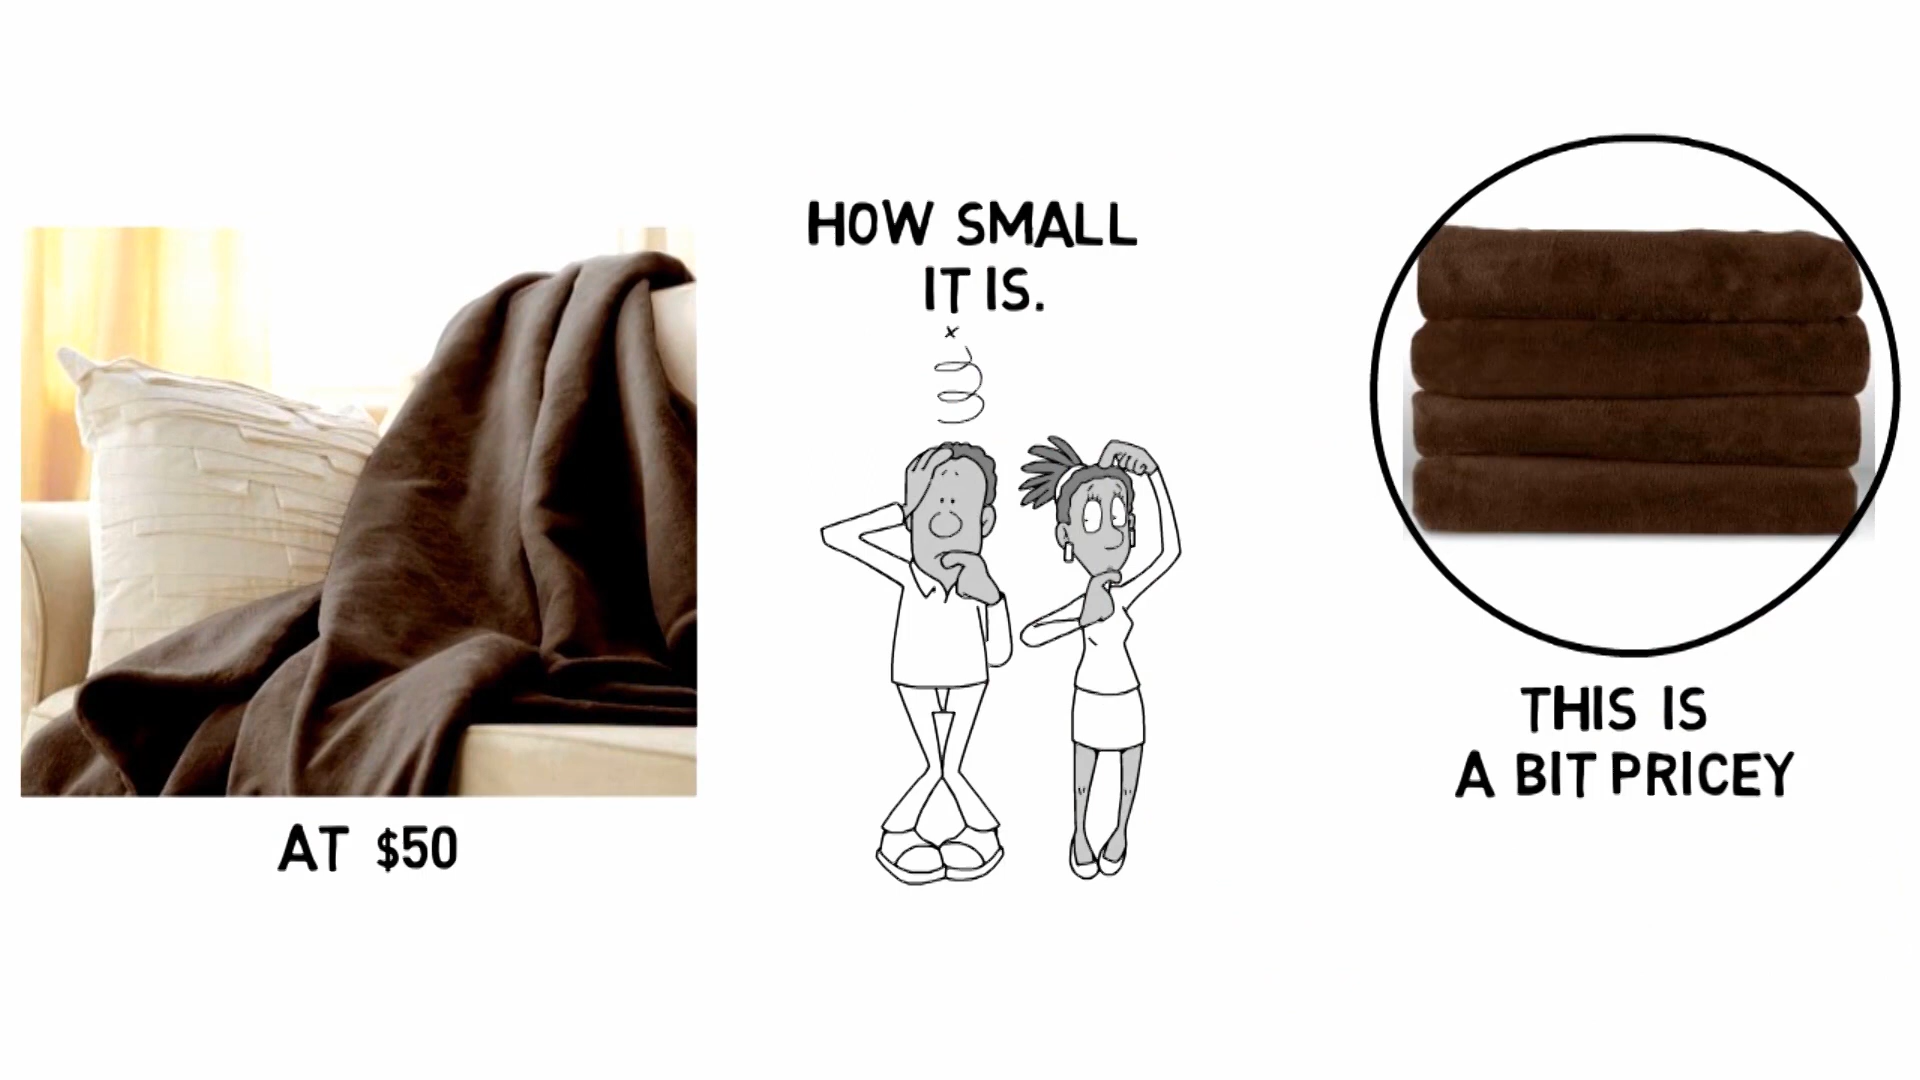 AT $50
HOW SMALL
IT IS.
THIS IS
A BIT PRICEY